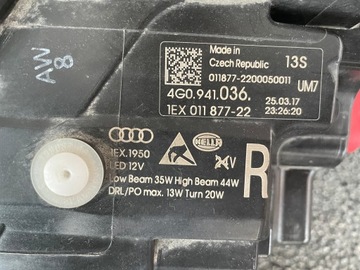 AW
8
Made in
Czech Republic 13S
011877-2200050011
UM7
4G0.941.036.
25.03.17
1EX 011 877-22
23:26:20
HELLA
1EX.1950
LED 12V
24V
R
Low Beam 35W High Beam 44W
DRL/PO max. 13W Turn 20W